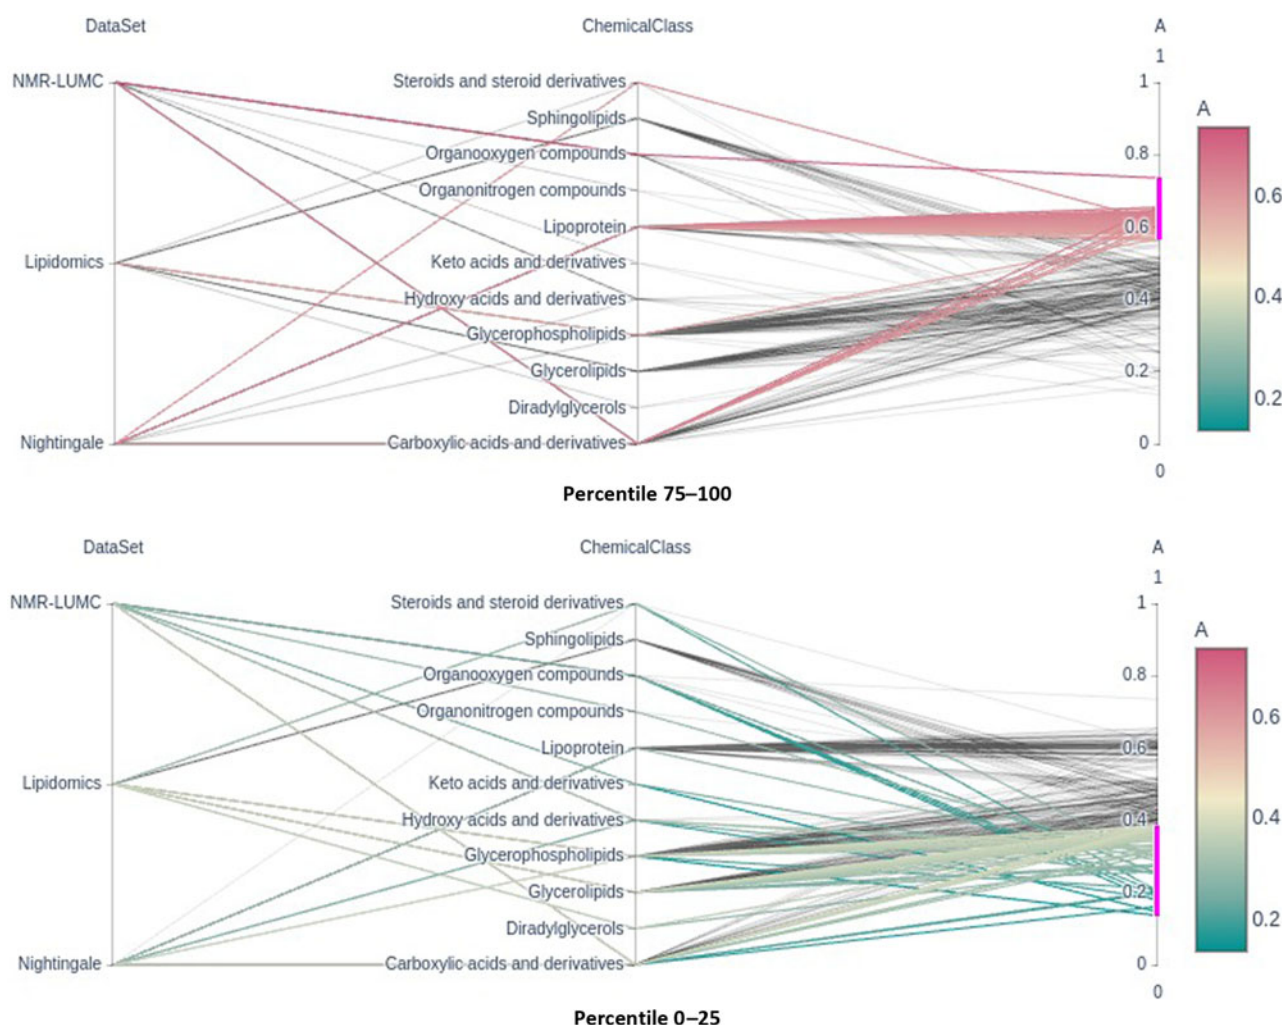 DataSet ChemicalClass A
1
NMR-LUMC Steroids and steroid derivatives 1
A
Sphingolipids
Organooxygen compounds 0.8
Organonitrogen compounds 0.6
Lipoprotein 0.6
Lipidomics Keto acids and derivatives
Hydroxy acids and derivatives 0.4 0.4
Glycerophospholipids
Glycerolipids 0.2
Diradylglycerols 0.2
Nightingale Carboxylic acids and derivatives 0
0
Percentile 75–100
DataSet ChemicalClass A
1
NMR-LUMC Steroids and steroid derivatives 1
A
Sphingolipids
Organooxygen compounds 0.8
Organonitrogen compounds 0.6
Lipoprotein 0.6
Lipidomics Keto acids and derivatives
Hydroxy acids and derivatives 0.4 0.4
Glycerophospholipids
Glycerolipids 0.2
Diradylglycerols 0.2
Nightingale Carboxylic acids and derivatives 0
0
Percentile 0–25